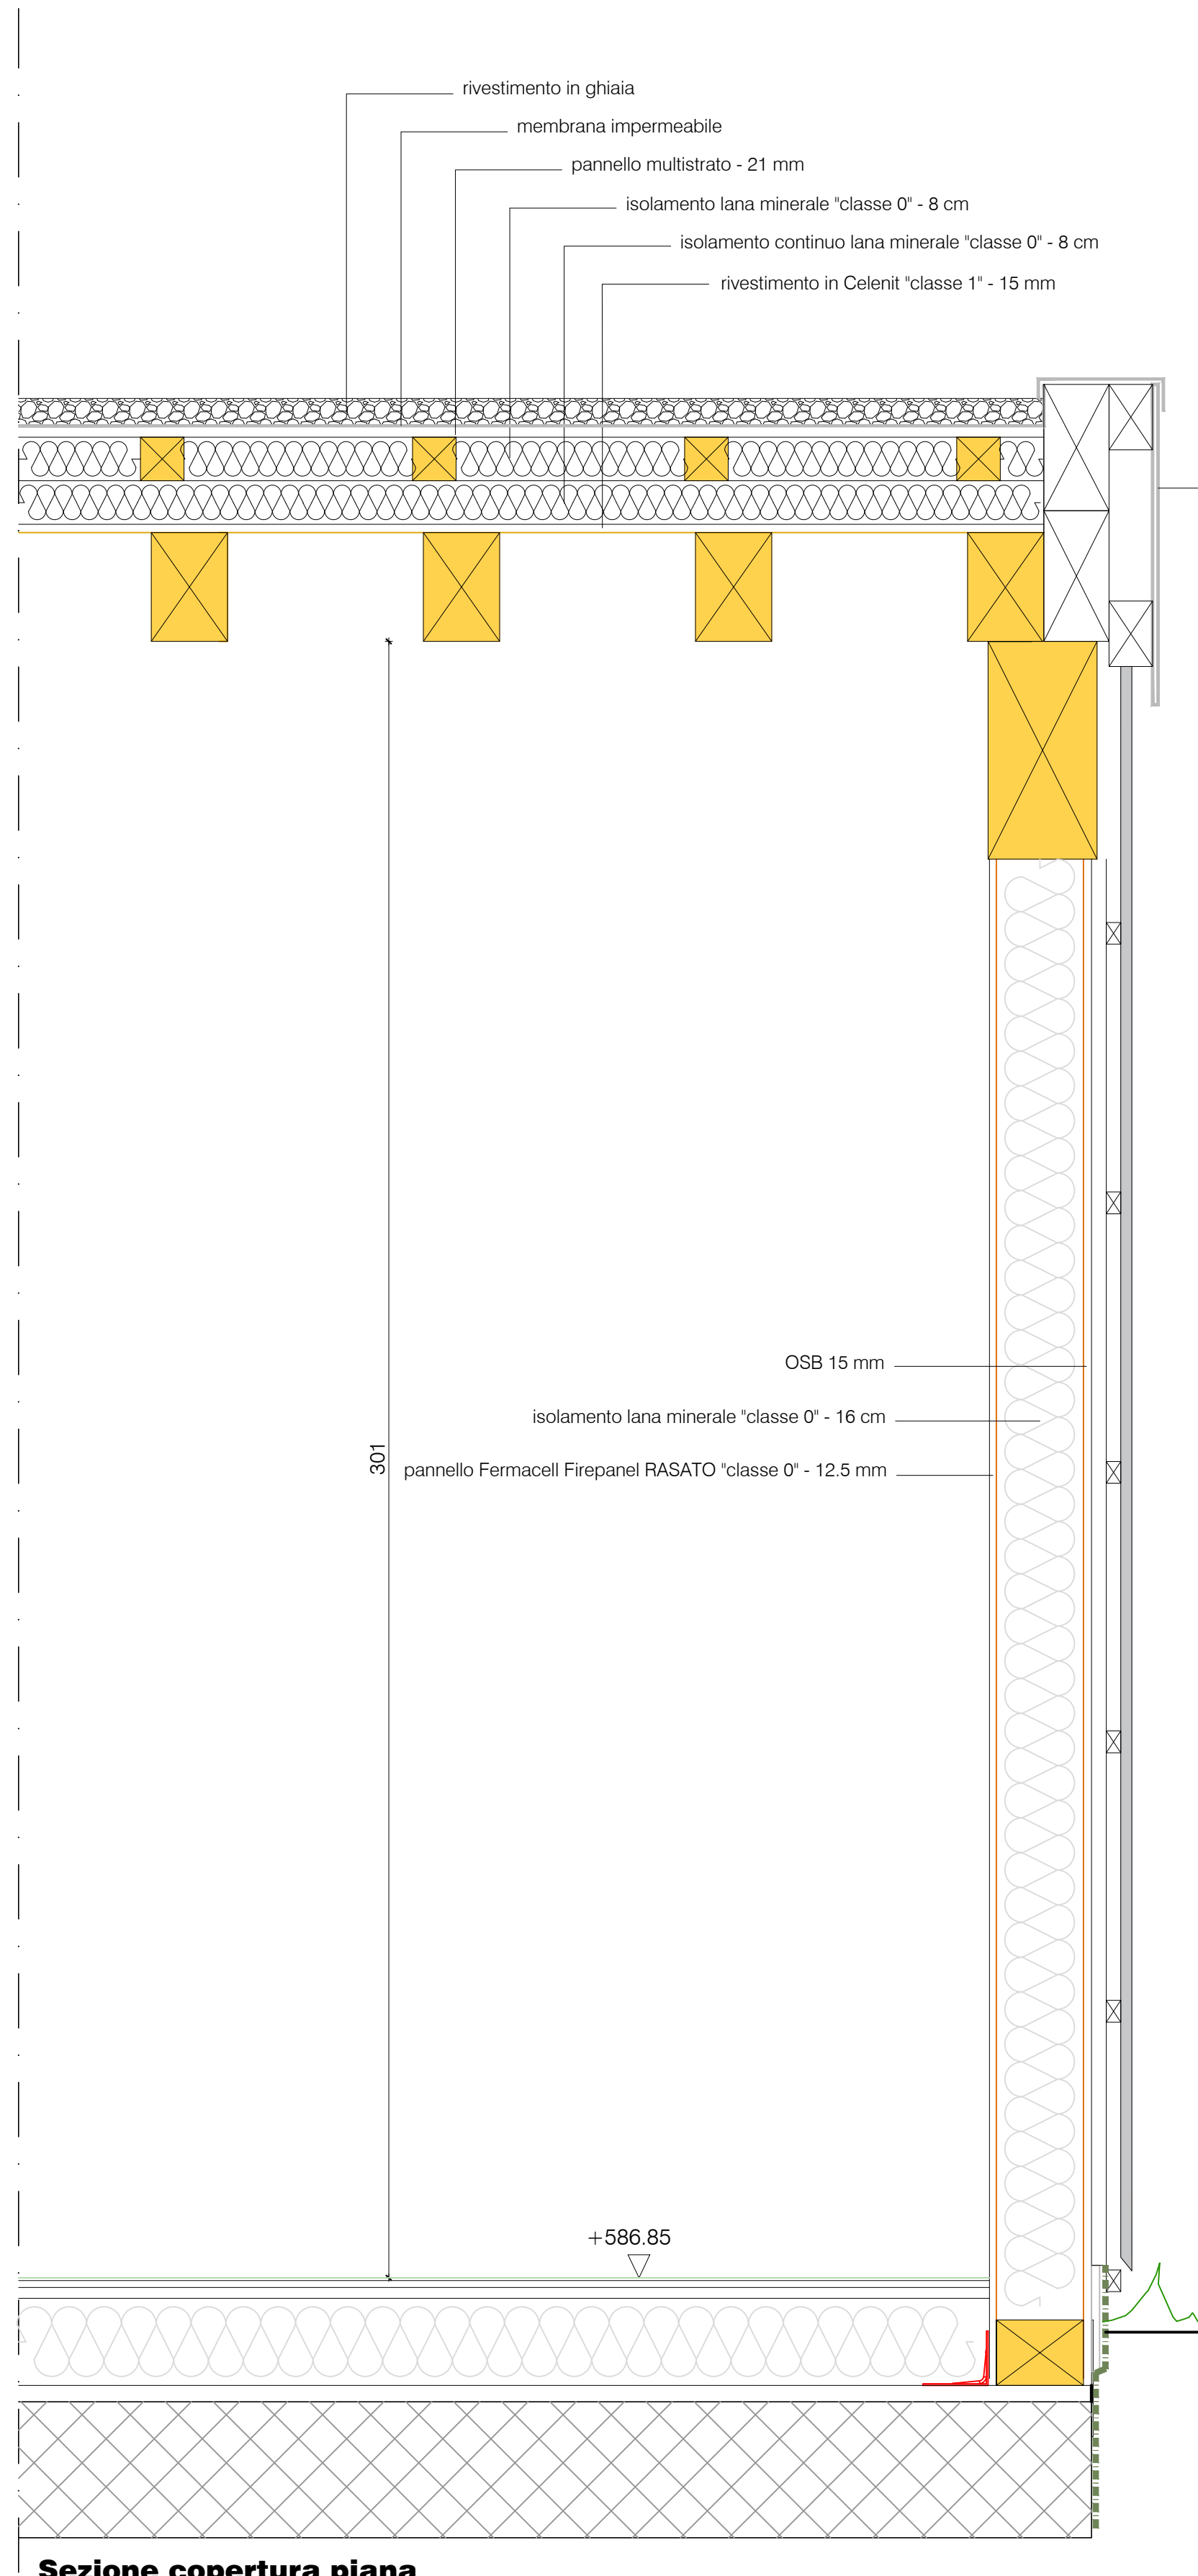 rivestimento in ghiaia
membrana impermeabile
pannello multistrato - 21 mm
isolamento lana minerale "classe 0" - 8 cm
isolamento continuo lana minerale "classe 0" - 8 cm
rivestimento in Celenit "classe 1" - 15 mm
OSB 15 mm
isolamento lana minerale "classe 0" - 16 cm
301
pannello Fermacell Firepanel RASATO "classe 0" - 12.5 mm
+586.85
Sezione copertura piana